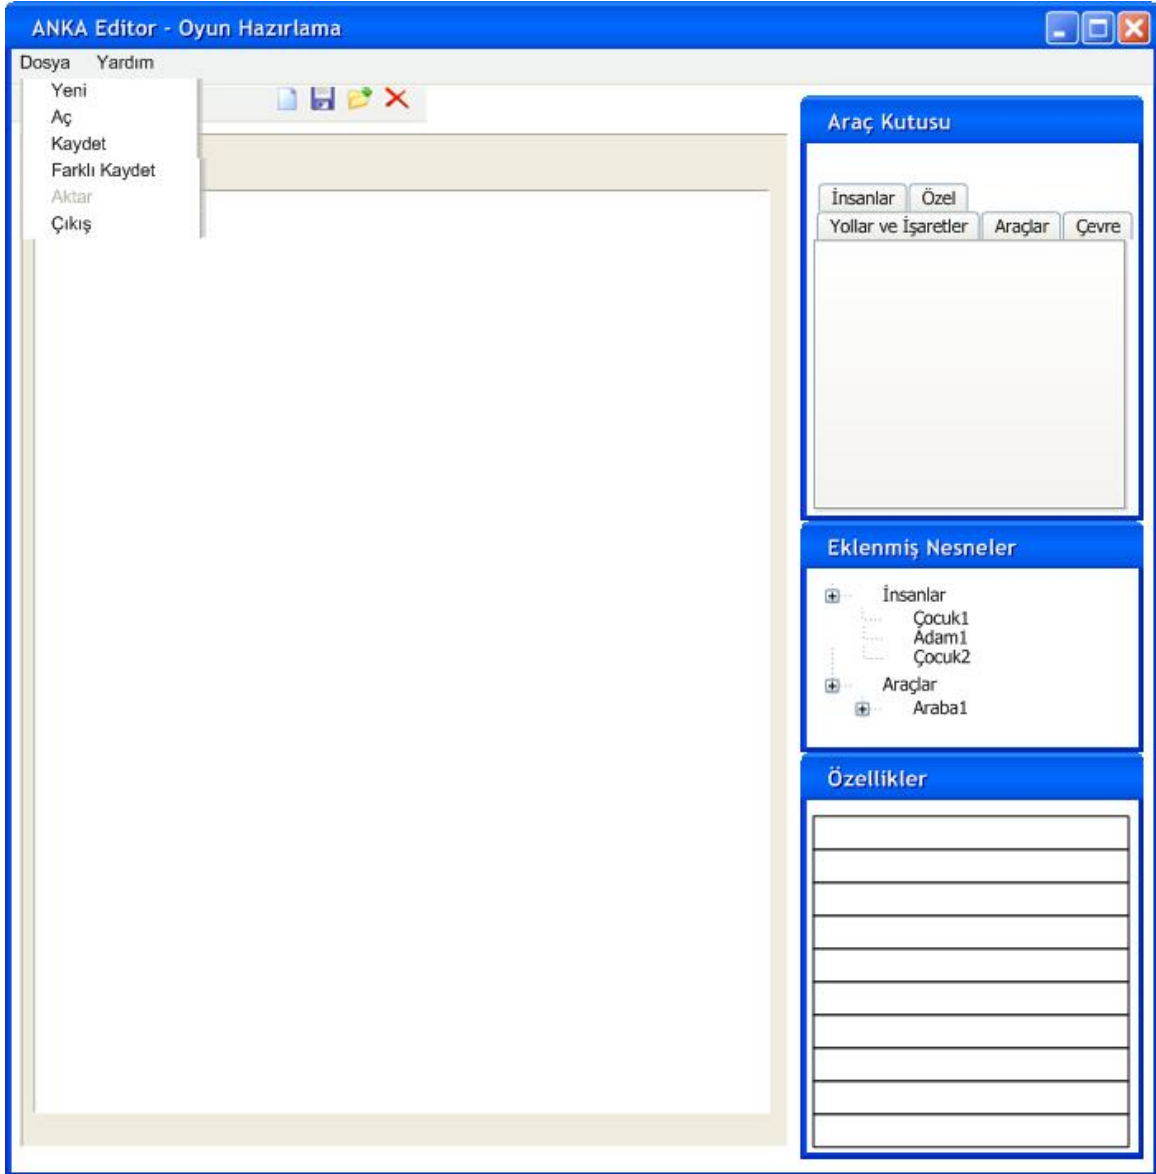 ANKA Editor - Oyun Hazırlama
Dosya Yardım
Yeni
Aç
Kaydet
Farklı Kaydet
Aktar
Çıkış
Araç Kutusu
İnsanlar Özel
Yollar ve İşaretler Araçlar Çevre
Eklenmiş Nesneler
İnsanlar
Çocuk1
Adam1
Çocuk2
Araçlar
Araba1
Özellikler